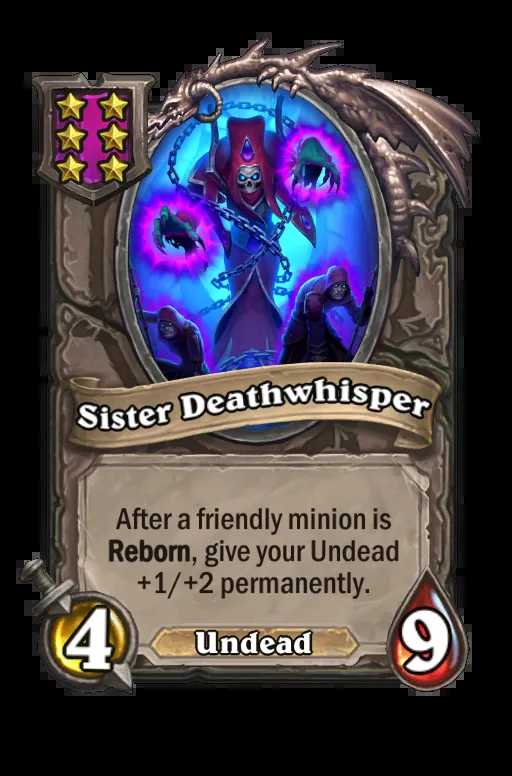 Sister Deathwhisper
After a friendly minion is
Reborn, give your Undead
+1/+2 permanently.
4
Undead
9